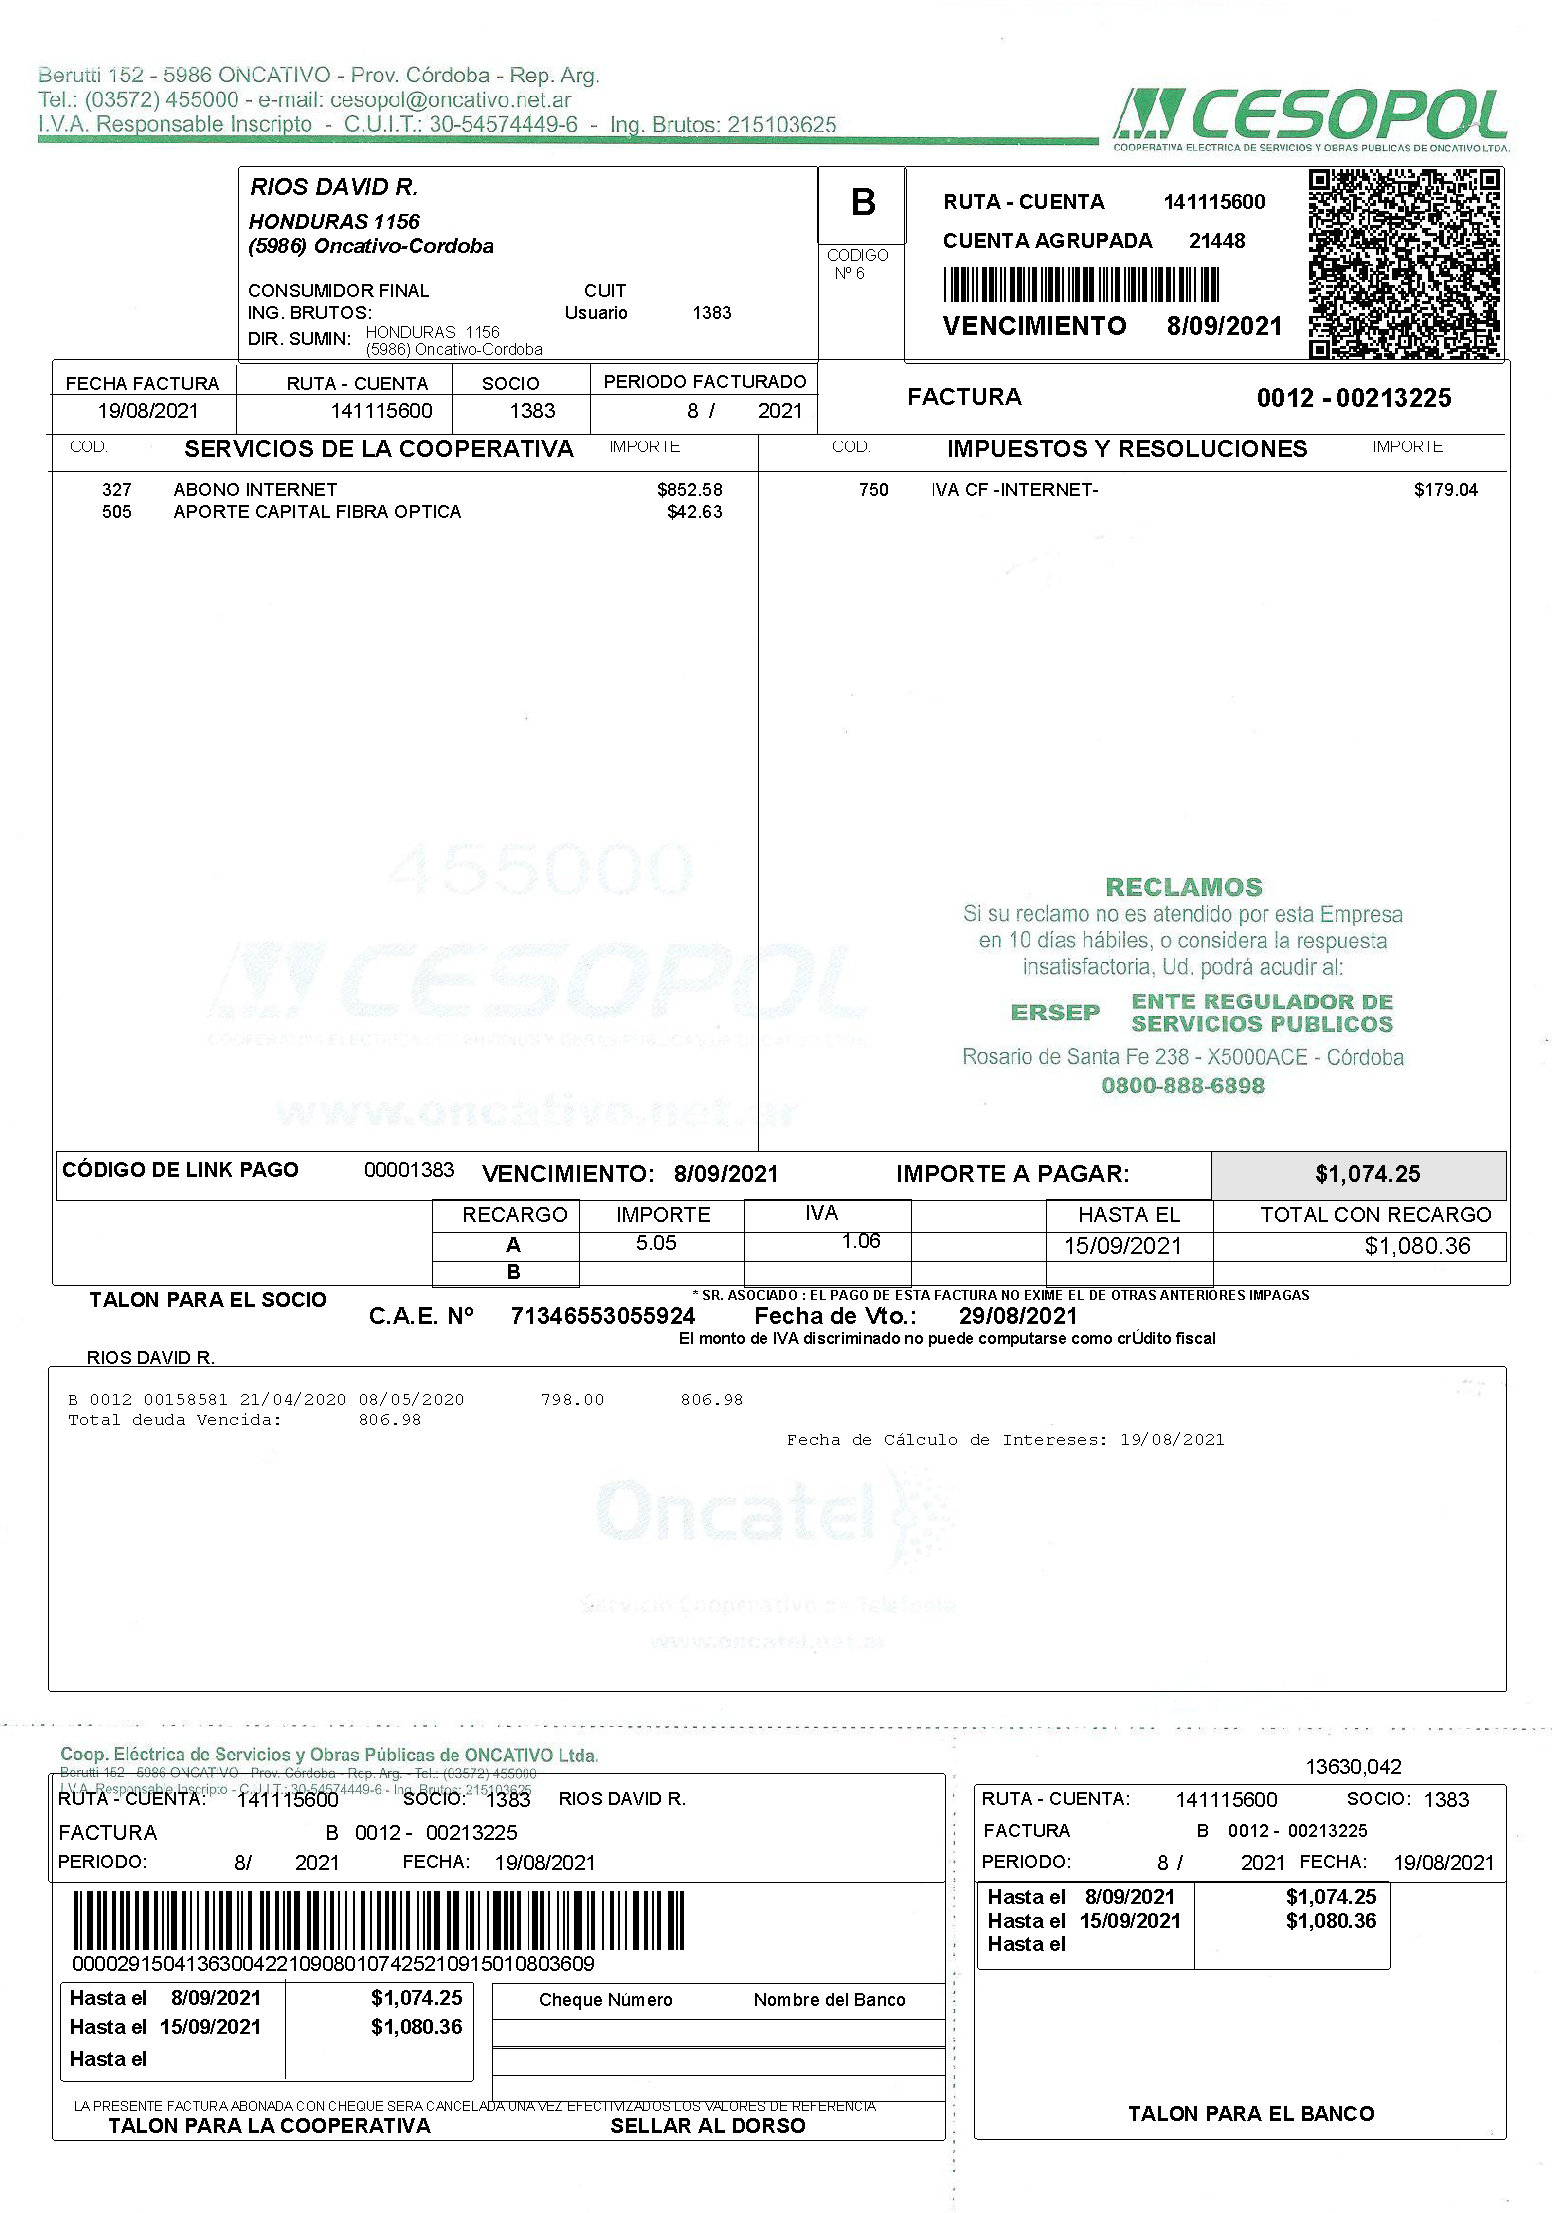 Berutti 152 - 5986 ONCATIVO - Prov. Córdoba - Rep. Arg.
Tel.: (03572) 455000 - e-mail: cesopol@oncativo.net.ar
I.V.A. Responsable Inscripto - C.U.I.T.: 30-54574449-6 - Ing. Brutos: 215103625
CESOPOL
COOPERATIVA ELECTRICA DE SERVICIOS Y OBRAS PUBLICAS DE ONCATIVO LTDA.
RIOS DAVID R.
HONDURAS 1156
(5986) Oncativo-Cordoba
CONSUMIDOR FINAL CUIT
ING. BRUTOS: Usuario 1383
DIR. SUMIN: HONDURAS 1156
(5986) Oncativo-Cordoba
B
CODIGO
Nº 6
RUTA - CUENTA 141115600
CUENTA AGRUPADA 21448
VENCIMIENTO 8/09/2021
FECHA FACTURA RUTA - CUENTA SOCIO PERIODO FACTURADO
19/08/2021 141115600 1383 8 / 2021
FACTURA 0012 - 00213225
COD. SERVICIOS DE LA COOPERATIVA IMPORTE COD. IMPUESTOS Y RESOLUCIONES IMPORTE
327 ABONO INTERNET $852.58 750 IVA CF -INTERNET- $179.04
505 APORTE CAPITAL FIBRA OPTICA $42.63
455000
CESOPOL
COOPERATIVA ELECTRICA DE SERVICIOS Y OBRAS PUBLICAS DE ONCATIVO LTDA.
www.oncativo.net.ar
RECLAMOS
Si su reclamo no es atendido por esta Empresa
en 10 días hábiles, o considera la respuesta
insatisfactoria, Ud. podrá acudir al:
ERSEP ENTE REGULADOR DE
SERVICIOS PUBLICOS
Rosario de Santa Fe 238 - X5000ACE - Córdoba
0800-888-6898
CÓDIGO DE LINK PAGO 00001383 VENCIMIENTO: 8/09/2021 IMPORTE A PAGAR: $1,074.25
RECARGO IMPORTE IVA HASTA EL TOTAL CON RECARGO
A 5.05 1.06 15/09/2021 $1,080.36
B
TALON PARA EL SOCIO
* SR. ASOCIADO : EL PAGO DE ESTA FACTURA NO EXIME EL DE OTRAS ANTERIORES IMPAGAS
C.A.E. Nº 71346553055924 Fecha de Vto.: 29/08/2021
El monto de IVA discriminado no puede computarse como crÚdito fiscal
RIOS DAVID R.
B 0012 00158581 21/04/2020 08/05/2020 798.00 806.98
Total deuda Vencida: 806.98
Fecha de Cálculo de Intereses: 19/08/2021
Oncatel
Servicio Cooperativo de Telefonía
www.oncatel.net.ar
Coop. Eléctrica de Servicios y Obras Públicas de ONCATIVO Ltda.
Berutti 152 - 5986 ONCATIVO - Prov. Córdoba - Rep. Arg. - Tel.: (03572) 455000
I.V.A. Responsable Inscripto - C.U.I.T.: 30-54574449-6 - Ing. Brutos: 215103625
RUTA - CUENTA: 141115600 SOCIO: 1383 RIOS DAVID R.
FACTURA B 0012 - 00213225
PERIODO: 8/ 2021 FECHA: 19/08/2021
0000291504136300422109080107425210915010803609
Hasta el 8/09/2021 $1,074.25
Hasta el 15/09/2021 $1,080.36
Hasta el
Cheque Número Nombre del Banco
LA PRESENTE FACTURA ABONADA CON CHEQUE SERA CANCELADA UNA VEZ EFECTIVIZADOS LOS VALORES DE REFERENCIA
TALON PARA LA COOPERATIVA SELLAR AL DORSO
13630,042
RUTA - CUENTA: 141115600 SOCIO: 1383
FACTURA B 0012 - 00213225
PERIODO: 8 / 2021 FECHA: 19/08/2021
Hasta el 8/09/2021 $1,074.25
Hasta el 15/09/2021 $1,080.36
Hasta el
TALON PARA EL BANCO